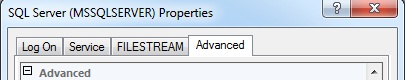 SQL Server (MSSQLSERVER) Properties
Log On Service FILESTREAM Advanced
Advanced